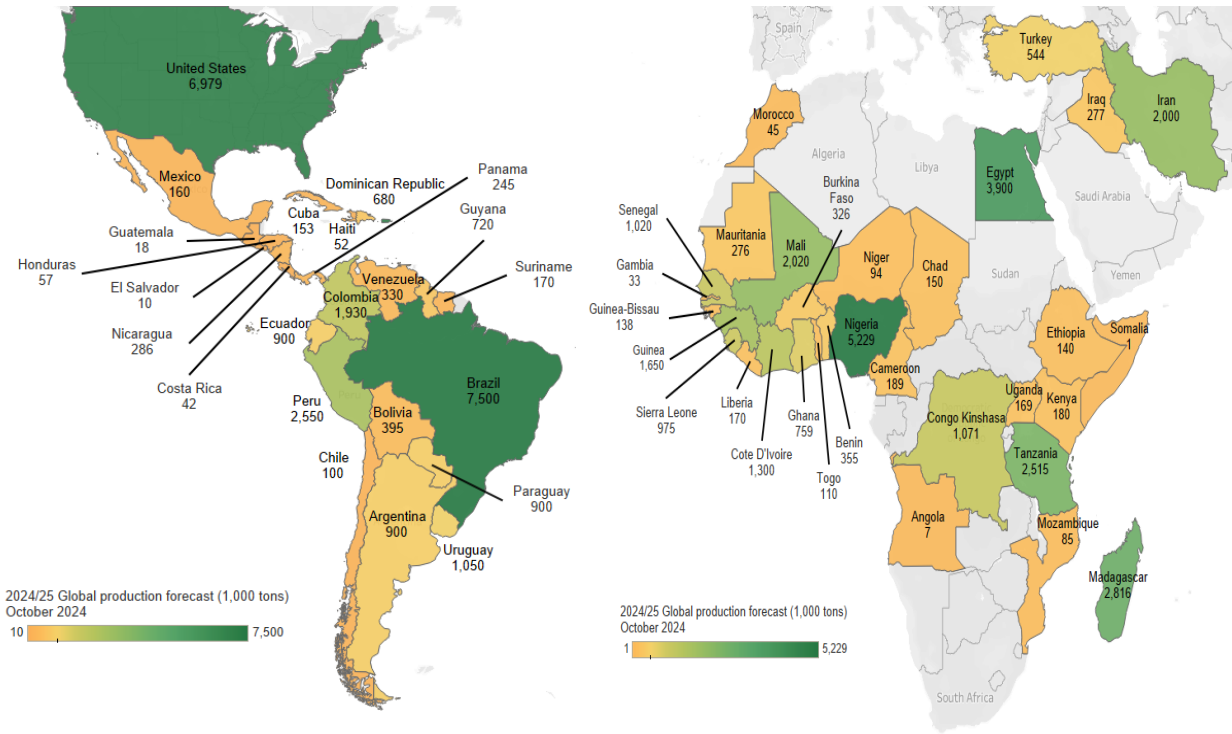 United States
6,979
Mexico
160
Cuba
153
Dominican Republic
680
Haiti
52
Panama
245
Guyana
720
Suriname
170
Guatemala
18
Honduras
57
El Salvador
10
Nicaragua
286
Costa Rica
42
Venezuela
330
Colombia
1,930
Ecuador
900
Brazil
7,500
Peru
2,550
Bolivia
395
Chile
100
Paraguay
900
Argentina
900
Uruguay
1,050
2024/25 Global production forecast (1,000 tons)
October 2024
10
7,500
Spain
Turkey
544
Iraq
277
Iran
2,000
Morocco
45
Algeria
Libya
Egypt
3,900
Saudi Arabia
Burkina
Faso
326
Senegal
1,020
Mauritania
276
Mali
2,020
Niger
94
Chad
150
Sudan
Yemen
Gambia
33
Guinea-Bissau
138
Guinea
1,650
Sierra Leone
975
Liberia
170
Cote D'Ivoire
1,300
Ghana
759
Togo
110
Benin
355
Nigeria
5,229
Cameroon
189
Ethiopia
140
Somalia
1
Uganda
169
Kenya
180
Congo Kinshasa
1,071
Tanzania
2,515
Angola
7
Mozambique
85
Madagascar
2,816
South Africa
2024/25 Global production forecast (1,000 tons)
October 2024
1
5,229